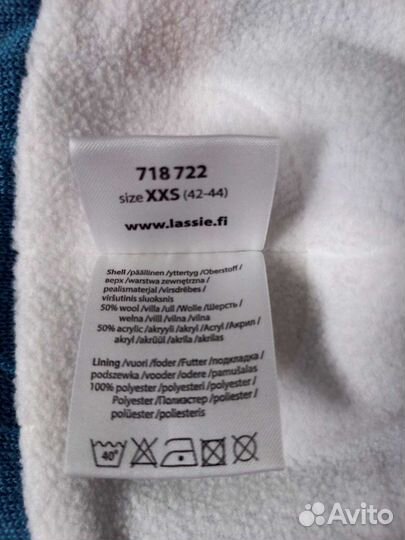 718 722
size XXS (42-44)
www.lassie.fi
Shell /päällinen /yttertyg /Oberstoff /
верх /warstwa zewnętrzna /
pealismaterjal /virsdrēbes /
viršutinis sluoksnis
50% wool /villa /ull /Wolle /Шерсть /
wełna /vill /vilna /vilna
50% acrylic /akryyli /akryl /Acryl /Акрил /
akryl /akrüül /akrila /akrilas
Lining /vuori /foder /Futter /подкладка /
podszewka /vooder /odere /pamušalas
100% polyester /polyesteri /polyester /
Polyester /Полиэстер /poliester /
polüester /poliesteris
40°
Avito